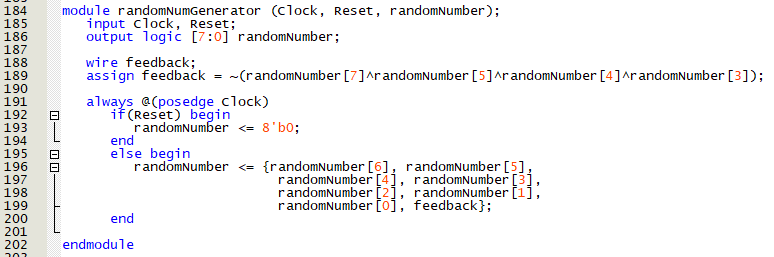 184 module randomNumGenerator (Clock, Reset, randomNumber);
185 input Clock, Reset;
186 output logic [7:0] randomNumber;
187
188 wire feedback;
189 assign feedback = ~(randomNumber[7]^randomNumber[5]^randomNumber[4]^randomNumber[3]);
190
191 always @(posedge Clock)
192 if(Reset) begin
193 randomNumber <= 8'b0;
194 end
195 else begin
196 randomNumber <= {randomNumber[6], randomNumber[5],
197 randomNumber[4], randomNumber[3],
198 randomNumber[2], randomNumber[1],
199 randomNumber[0], feedback};
200 end
201
202 endmodule